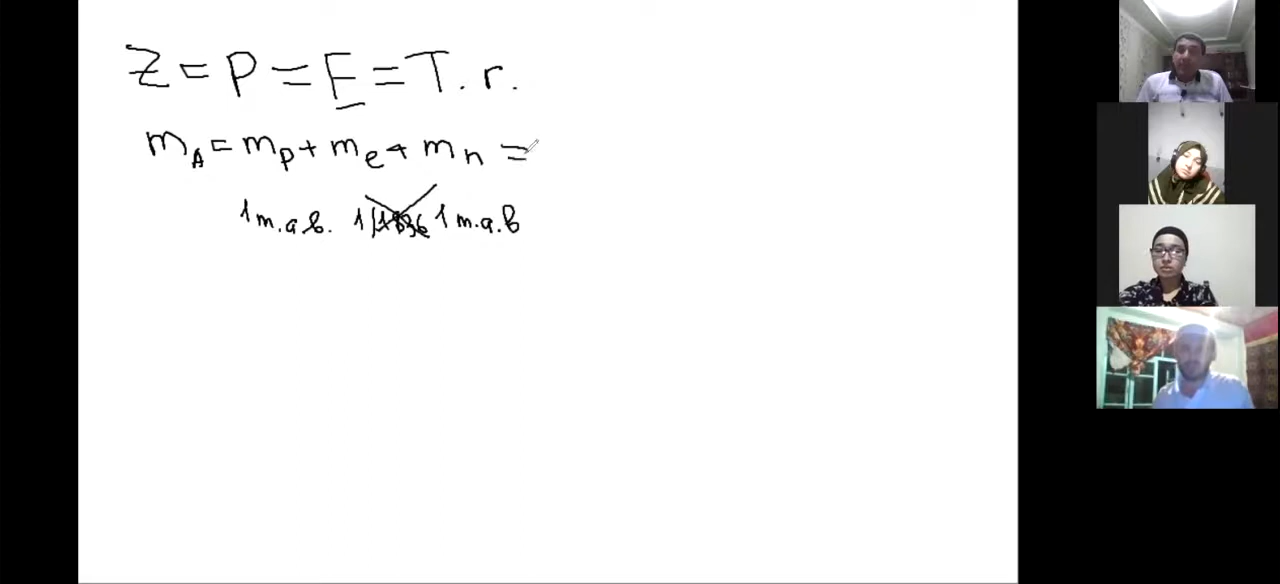 Z = P = E = T.r.
m_A = m_p + m_e + m_n =
1 m.a.b. 1/1836 1 m.a.b